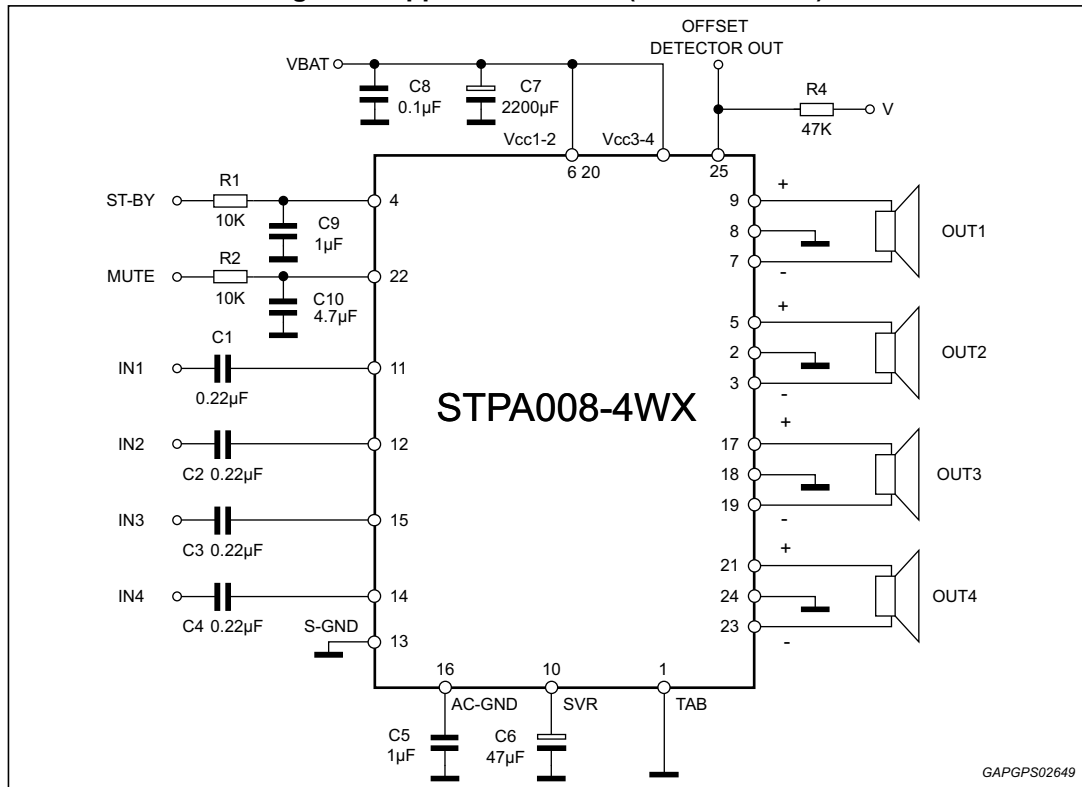 OFFSET
DETECTOR OUT
VBAT
C8
0.1µF
C7
2200µF
R4
47K
V
Vcc1-2
Vcc3-4
6 20
25
ST-BY
R1
10K
4
C9
1µF
MUTE
R2
10K
22
C10
4.7µF
IN1
C1
0.22µF
11
IN2
C2 0.22µF
12
IN3
C3 0.22µF
15
IN4
C4 0.22µF
14
S-GND
13
STPA008-4WX
9
+
8
7
-
OUT1
5
+
2
3
-
OUT2
17
+
18
19
-
OUT3
21
+
24
23
-
OUT4
16
AC-GND
10
SVR
1
TAB
C5
1µF
C6
47µF
GAPGPS02649